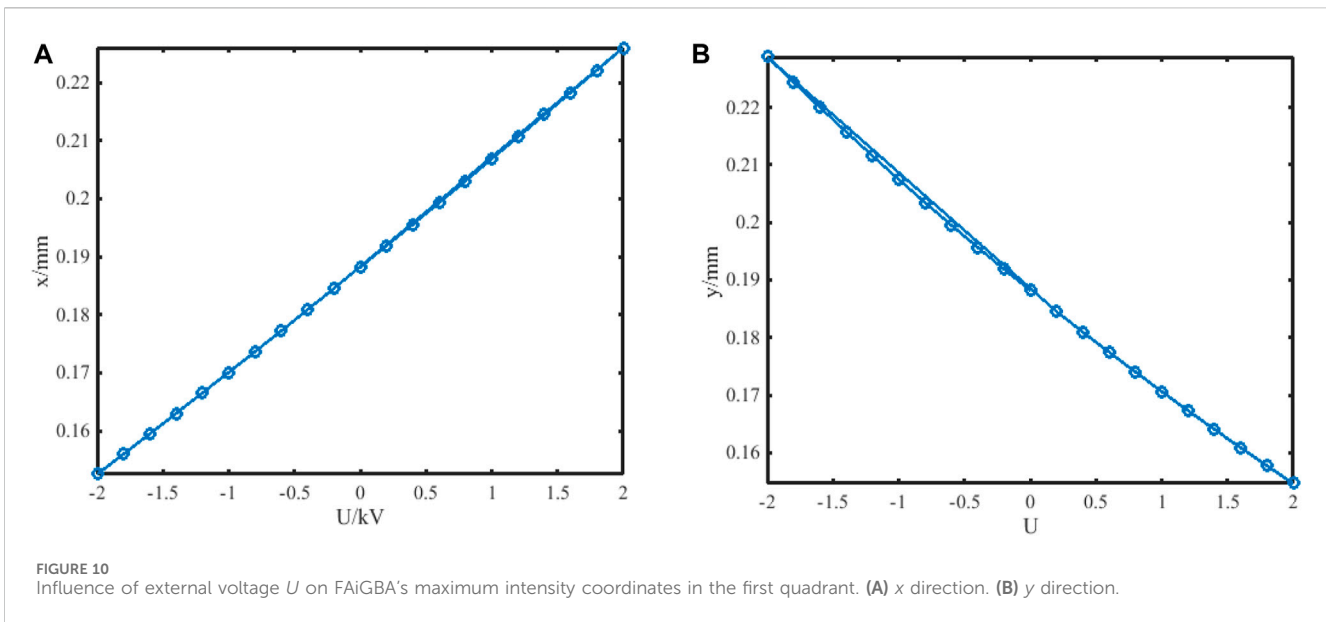 A
0.22
0.21
0.2
0.19
0.18
0.17
0.16
x/mm
-2 -1.5 -1 -0.5 0 0.5 1 1.5 2
U/kV
B
0.22
0.21
0.2
0.19
0.18
0.17
0.16
y/mm
-2 -1.5 -1 -0.5 0 0.5 1 1.5 2
U
FIGURE 10
Influence of external voltage U on FAiGBA's maximum intensity coordinates in the first quadrant. (A) x direction. (B) y direction.